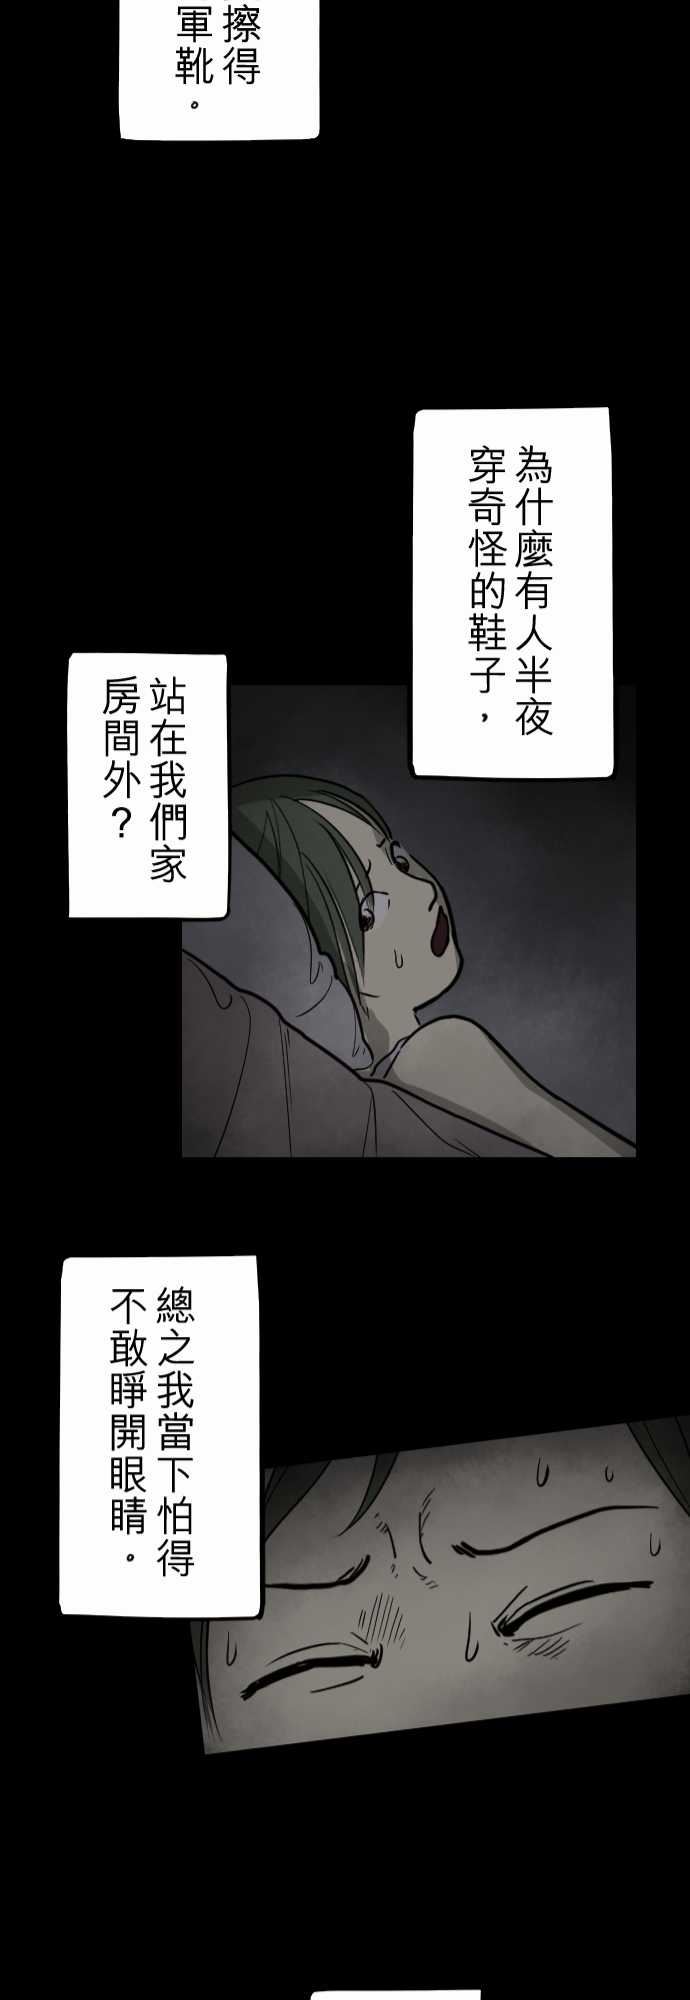 擦得
軍靴。
為什麼有人半夜
穿奇怪的鞋子，
站在我們家
房間外？
總之我當下怕得
不敢睜開眼睛。